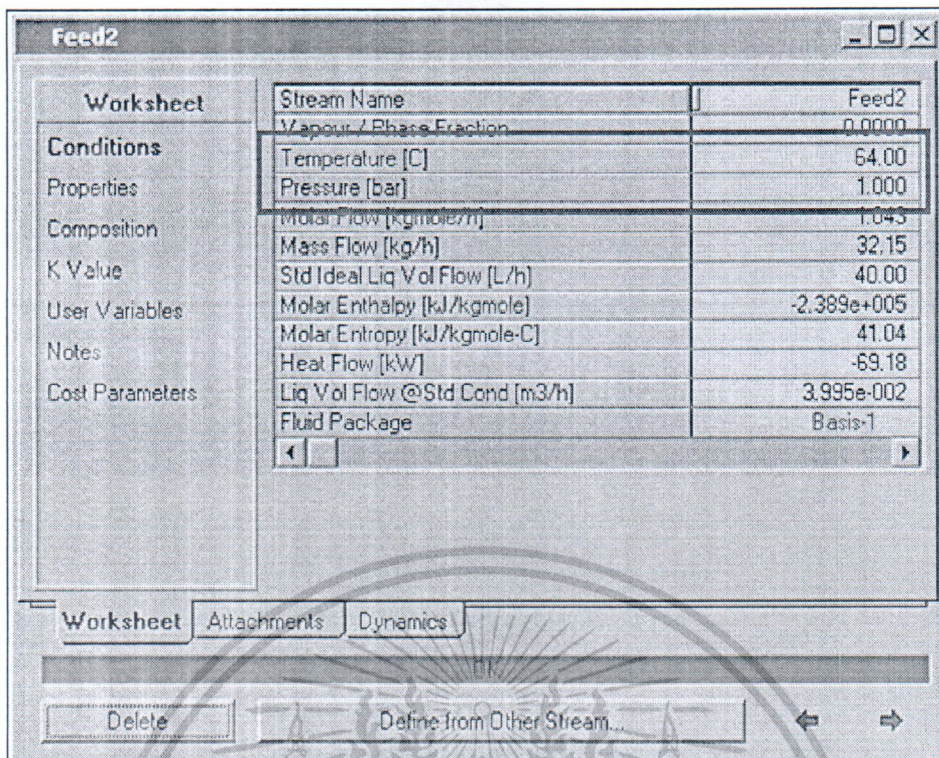 Feed2
Worksheet
Conditions
Properties
Composition
K Value
User Variables
Notes
Cost Parameters
Stream Name Feed2
Vapour / Phase Fraction 0.0000
Temperature [C] 64.00
Pressure [bar] 1.000
Molar Flow [kgmole/h] 1.043
Mass Flow [kg/h] 32.15
Std Ideal Liq Vol Flow [L/h] 40.00
Molar Enthalpy [kJ/kgmole] -2.389e+005
Molar Entropy [kJ/kgmole-C] 41.04
Heat Flow [kW] -69.18
Liq Vol Flow @Std Cond [m3/h] 3.995e-002
Fluid Package Basis-1
Worksheet Attachments Dynamics
OK
Delete Define from Other Stream...